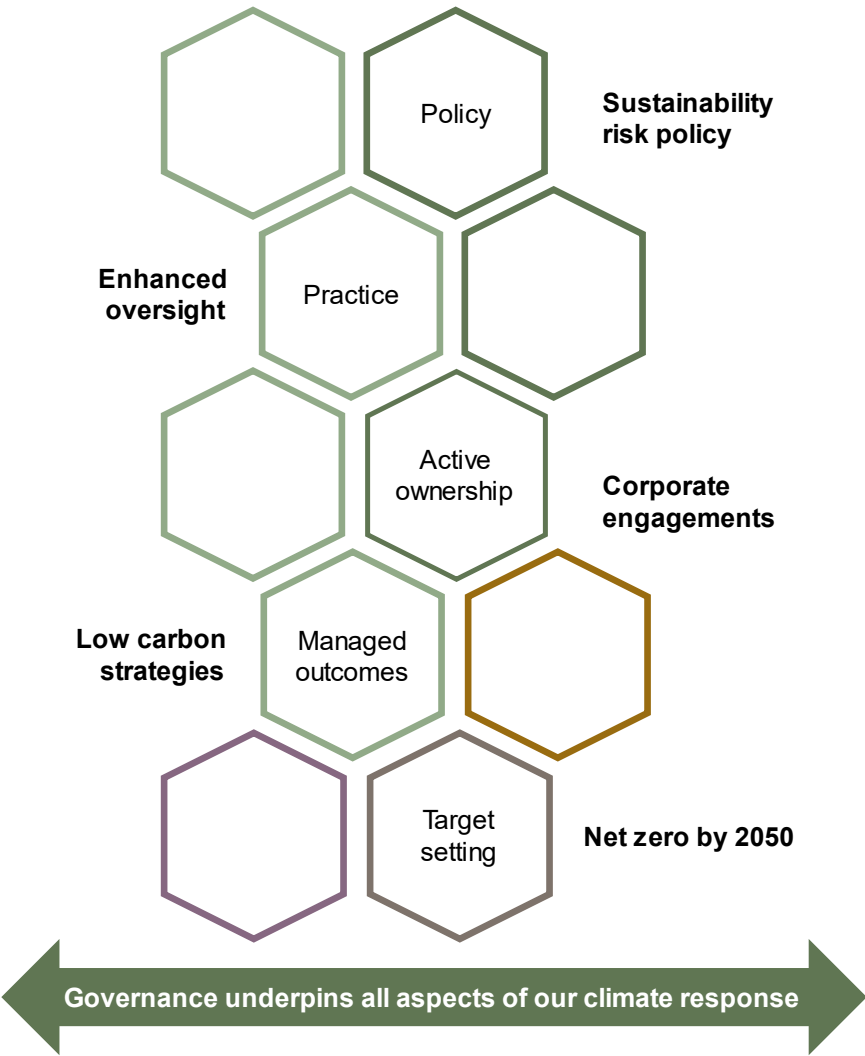 Policy
Sustainability
risk policy
Enhanced
oversight
Practice
Active
ownership
Corporate
engagements
Low carbon
strategies
Managed
outcomes
Target
setting
Net zero by 2050
Governance underpins all aspects of our climate response